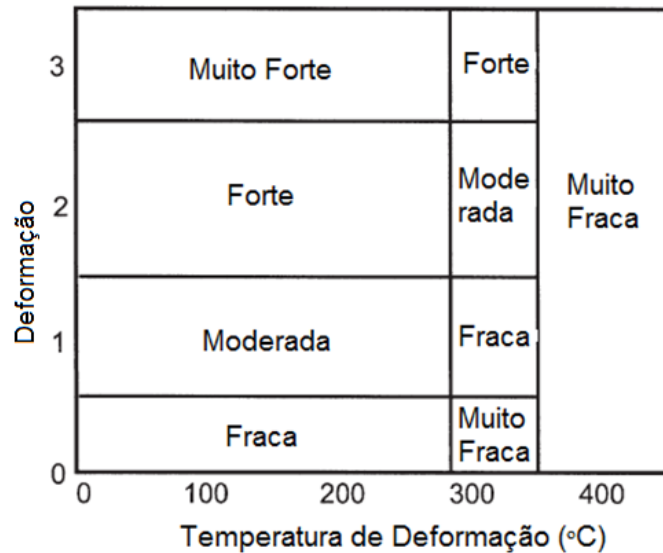 Deformação
3
Muito Forte
Forte
2
Forte
Mode
rada
Muito
Fraca
1
Moderada
Fraca
0
Fraca
Muito
Fraca
0 100 200 300 400
Temperatura de Deformação (ºC)